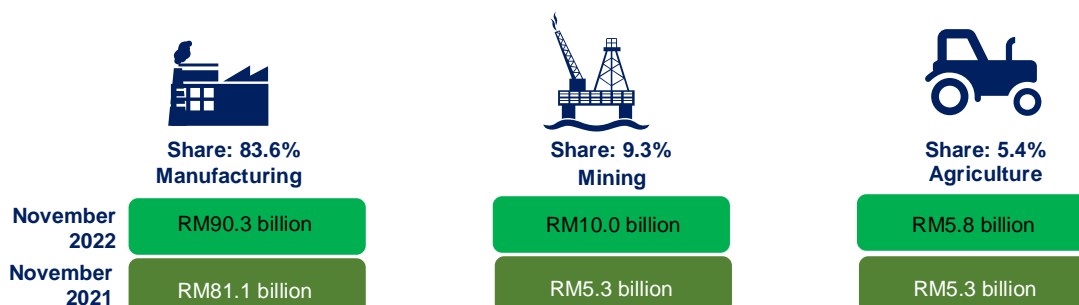 Share: 83.6%
Manufacturing
Share: 9.3%
Mining
Share: 5.4%
Agriculture
November
2022
RM90.3 billion
RM10.0 billion
RM5.8 billion
November
2021
RM81.1 billion
RM5.3 billion
RM5.3 billion